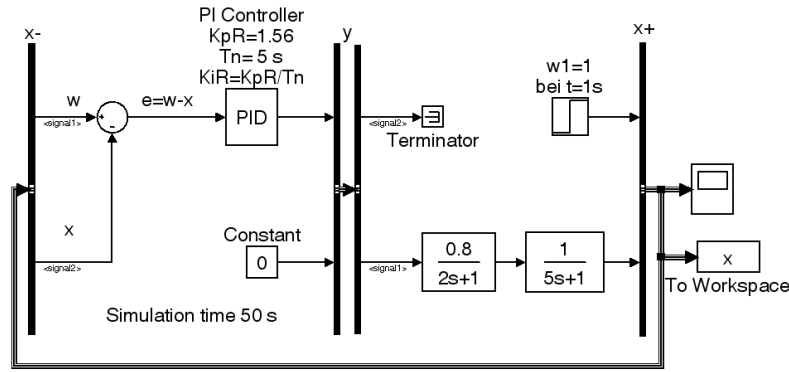 PI Controller
KpR=1.56
Tn= 5 s
KiR=KpR/Tn
x-
y
x+
w1=1
bei t=1s
w
e=w-x
+
-
PID
<signal1>
<signal2>
Terminator
x
<signal2>
Constant
0
<signal1>
0.8
2s+1
1
5s+1
x
To Workspace
Simulation time 50 s